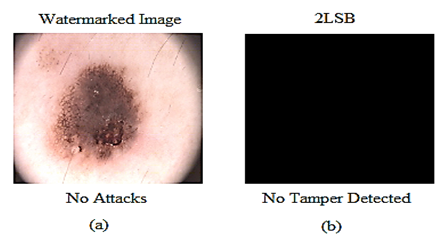 Watermarked Image
No Attacks
(a)
2LSB
No Tamper Detected
(b)